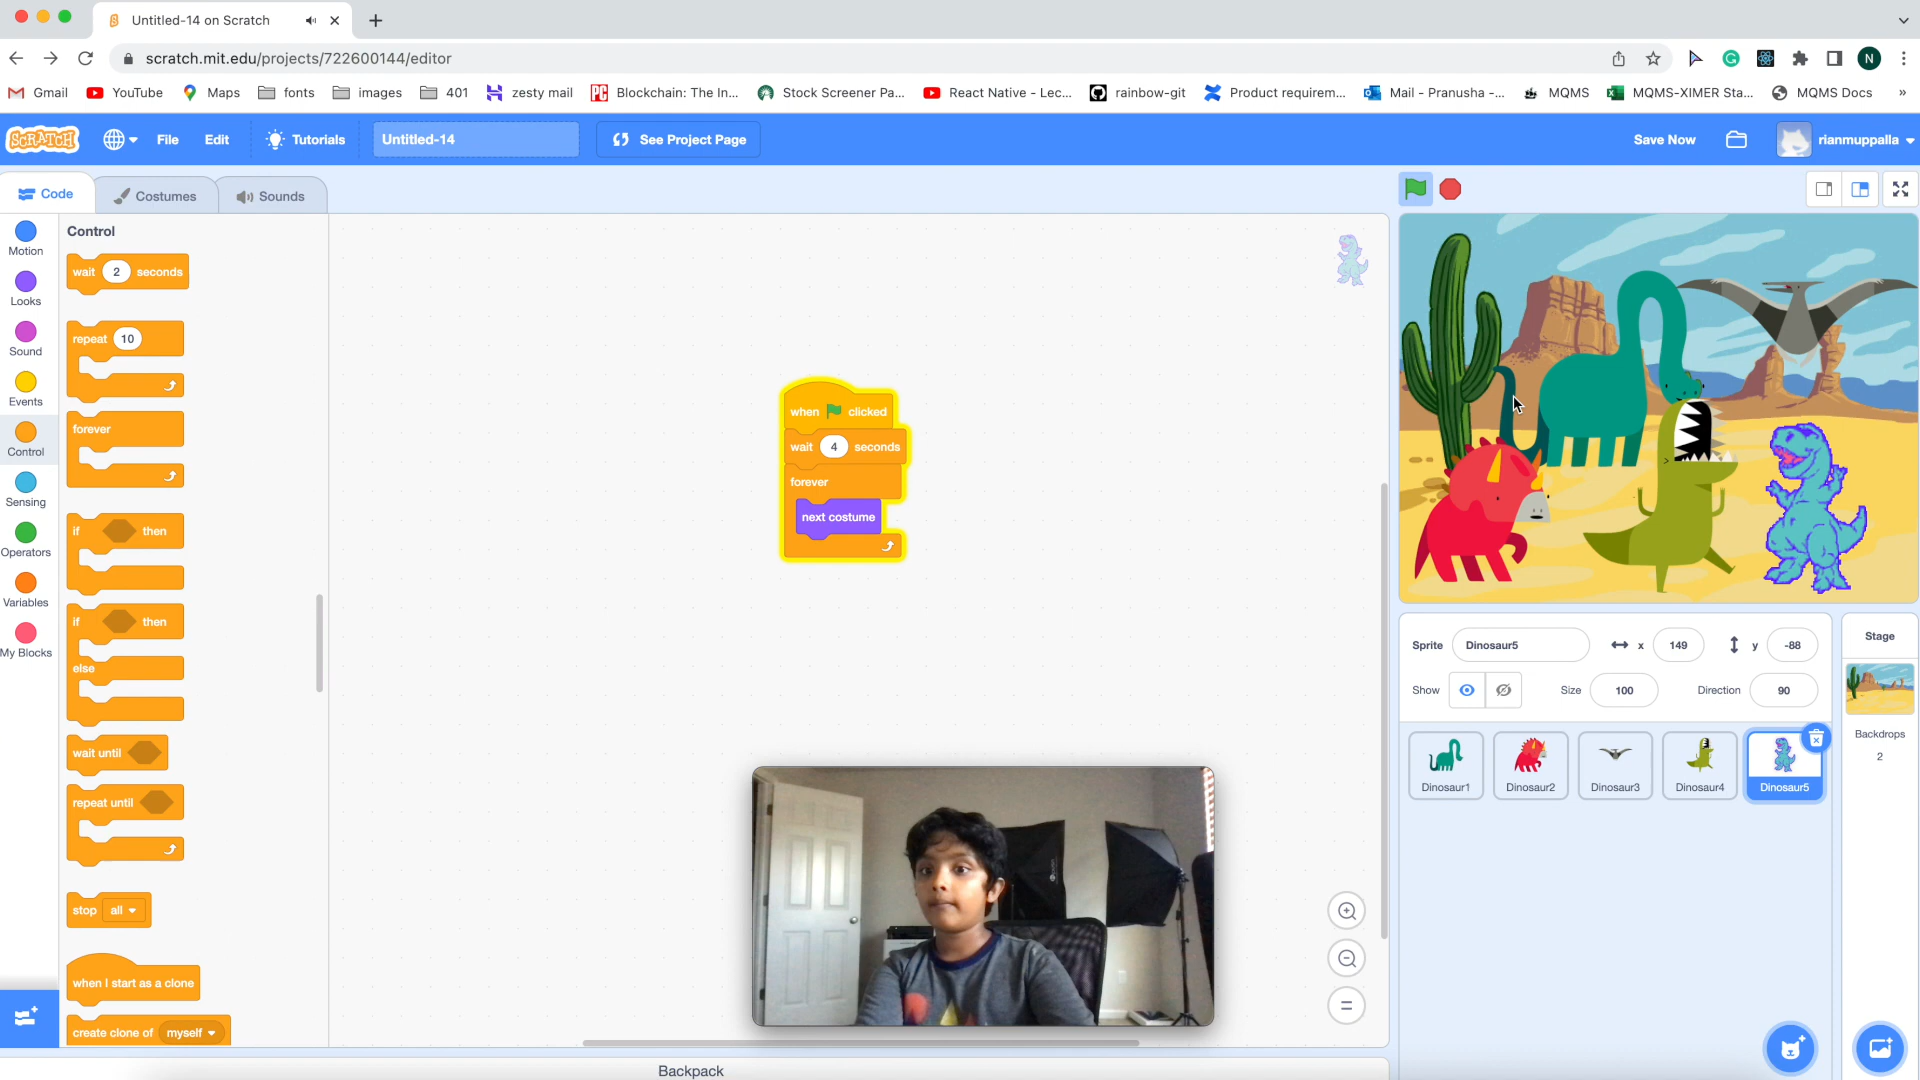 Untitled-14 on Scratch
scratch.mit.edu/projects/722600144/editor
N
Gmail
YouTube
Maps
fonts
images
401
zesty mail
PC Blockchain: The In...
Stock Screener Pa...
React Native - Lec...
rainbow-git
Product requirem...
Mail - Pranusha -...
MQMS
MQMS-XIMER Sta...
MQMS Docs
»
SCRATCH
File
Edit
Tutorials
Untitled-14
See Project Page
Save Now
rianmuppalla
Code
Costumes
Sounds
Motion
Looks
Sound
Events
Control
Sensing
Operators
Variables
My Blocks
Control
wait 2 seconds
repeat 10
forever
if then
if then
else
wait until
repeat until
stop all
when I start as a clone
create clone of myself
when clicked
wait 4 seconds
forever
next costume
Sprite Dinosaur5 x 149 y -88
Show Size 100 Direction 90
Dinosaur1
Dinosaur2
Dinosaur3
Dinosaur4
Dinosaur5
Stage
Backdrops
2
Backpack